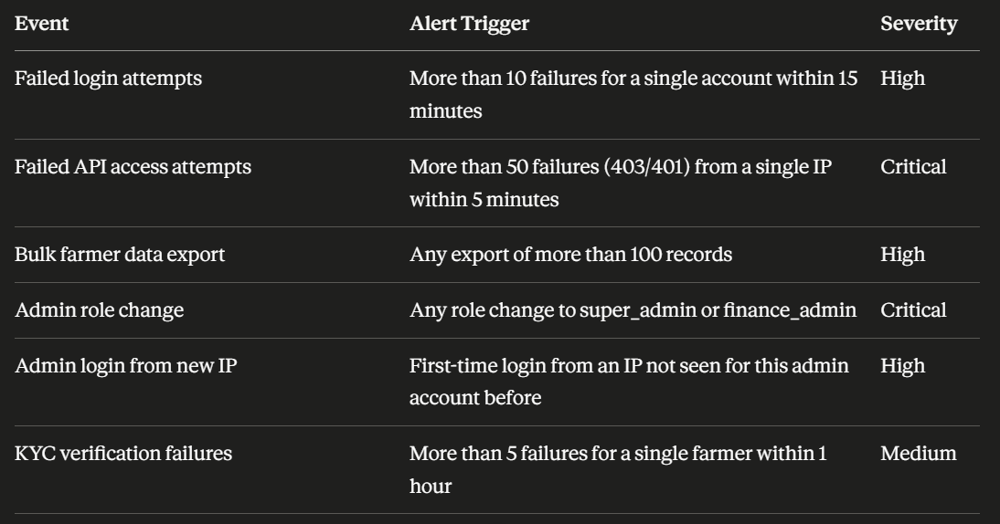 Event Alert Trigger Severity
Failed login attempts More than 10 failures for a single account within 15 High
minutes
Failed API access attempts More than 50 failures (403/401) from a single IP Critical
within 5 minutes
Bulk farmer data export Any export of more than 100 records High
Admin role change Any role change to super_admin or finance_admin Critical
Admin login from new IP First-time login from an IP not seen for this admin High
account before
KYC verification failures More than 5 failures for a single farmer within 1 Medium
hour